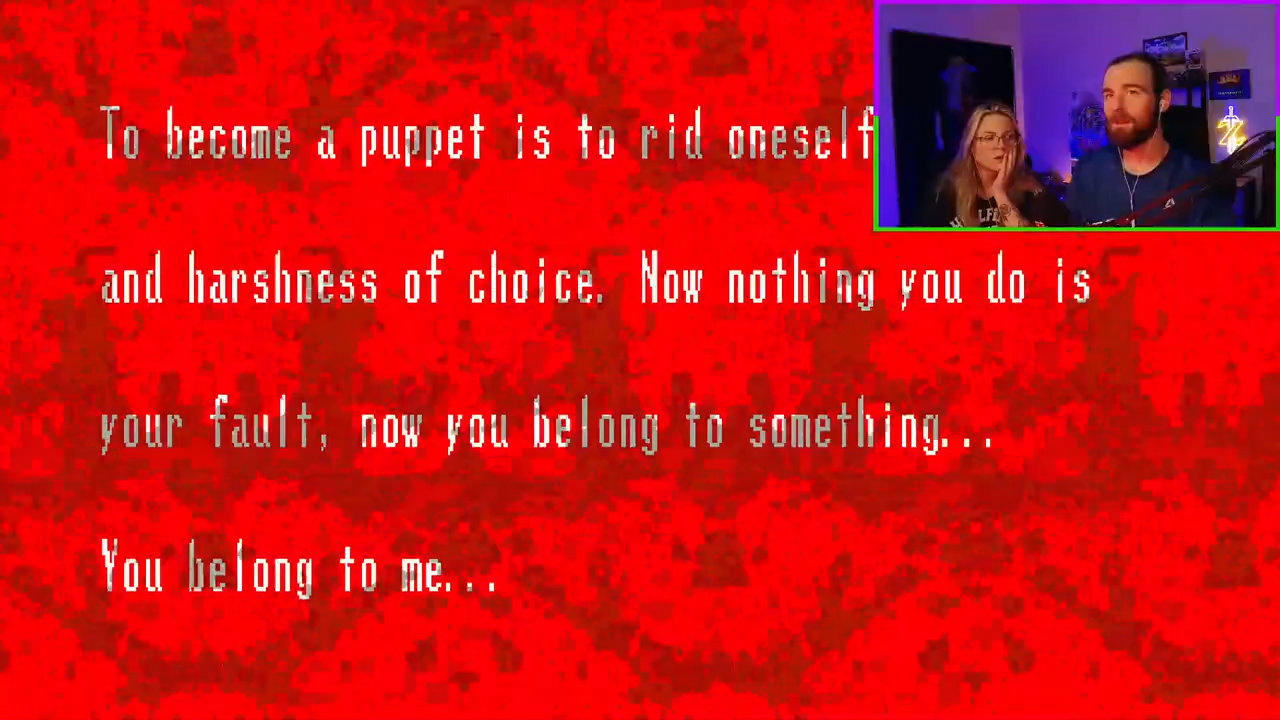 To become a puppet is to rid oneself
and harshness of choice. Now nothing you do is
your fault, now you belong to something...
You belong to me...